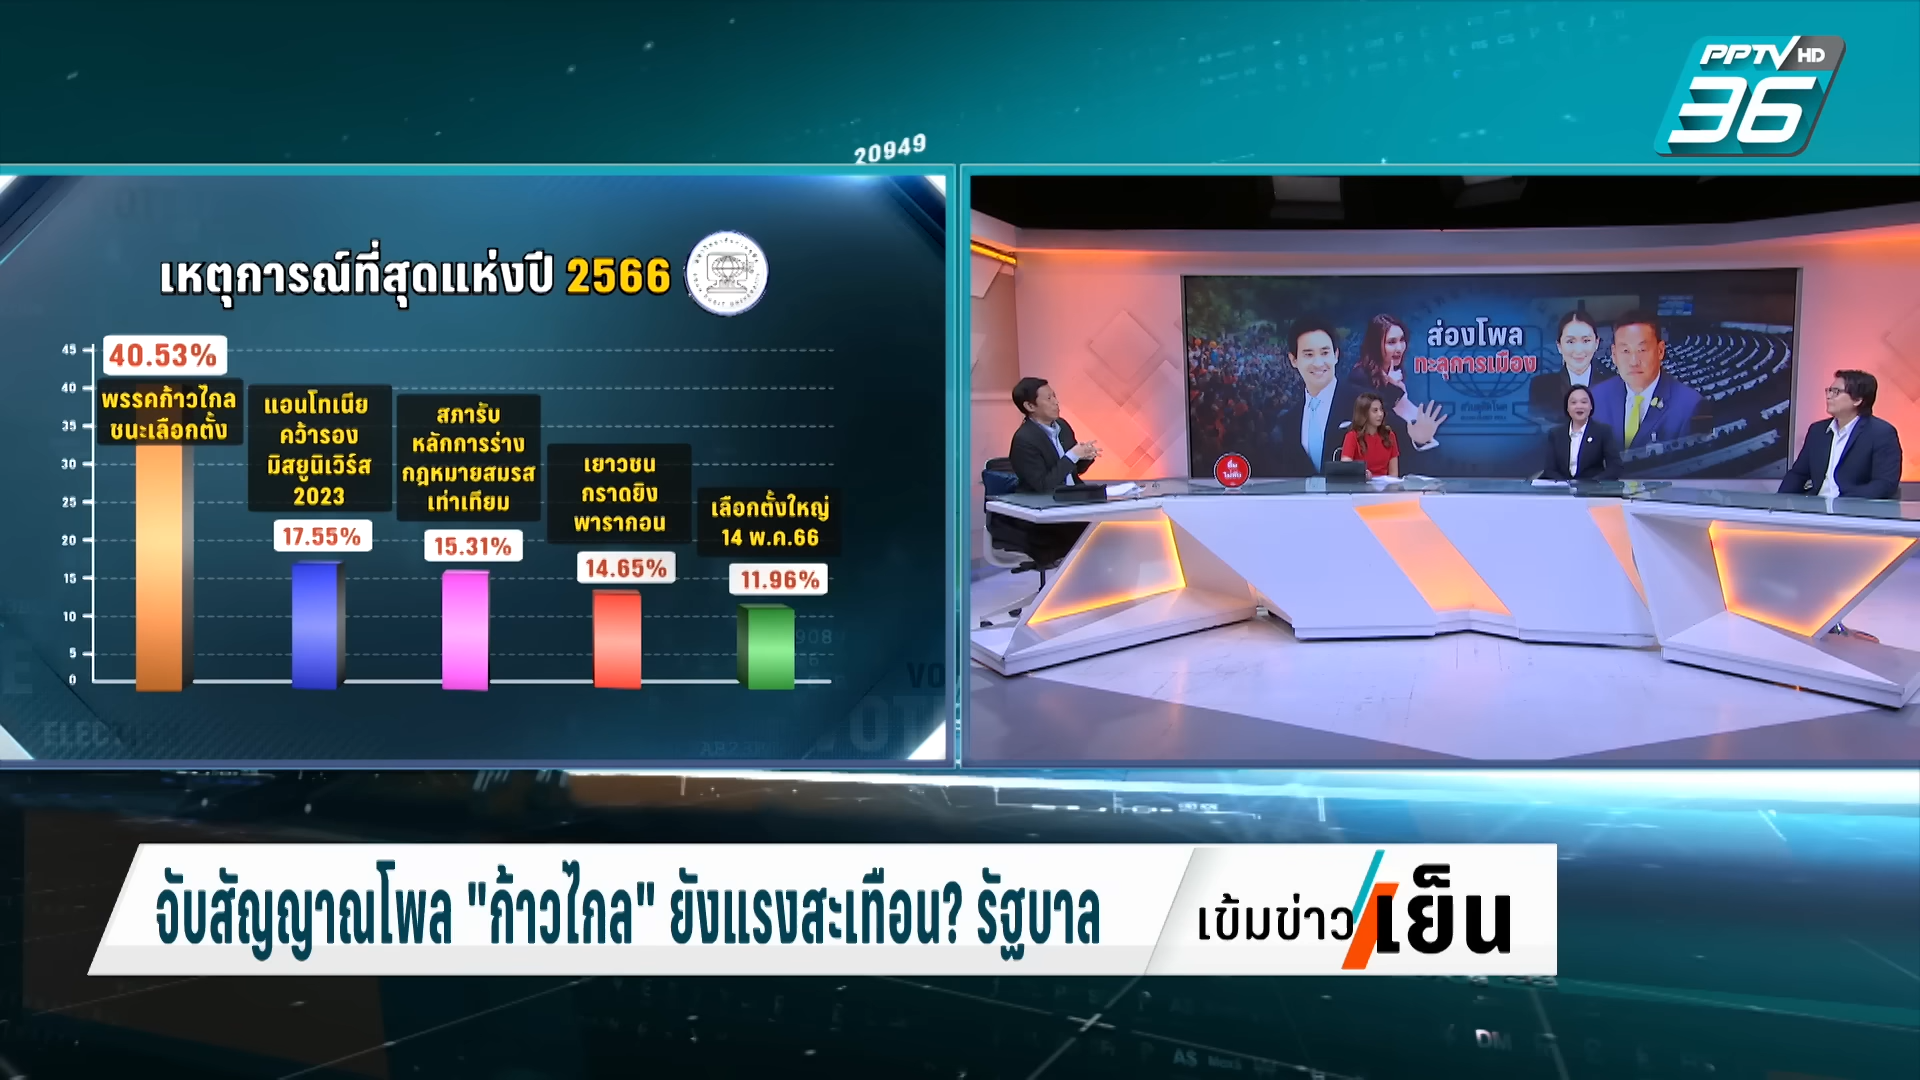 PPTV HD
36
20949
เหตุการณ์ที่สุดแห่งปี 2566
45
40
35
30
25
20
15
10
5
0
40.53%
พรรคก้าวไกล
ชนะเลือกตั้ง
แอนโทเนีย
คว้ารอง
มิสยูนิเวิร์ส
2023
17.55%
สภารับ
หลักการร่าง
กฎหมายสมรส
เท่าเทียม
15.31%
เยาวชน
กราดยิง
พารากอน
14.65%
เลือกตั้งใหญ่
14 พ.ค.66
11.96%
ส่องโพล
ทะลุการเมือง
จับสัญญาณโพล "ก้าวไกล" ยังแรงสะเทือน? รัฐบาล
เข้มข่าวเย็น